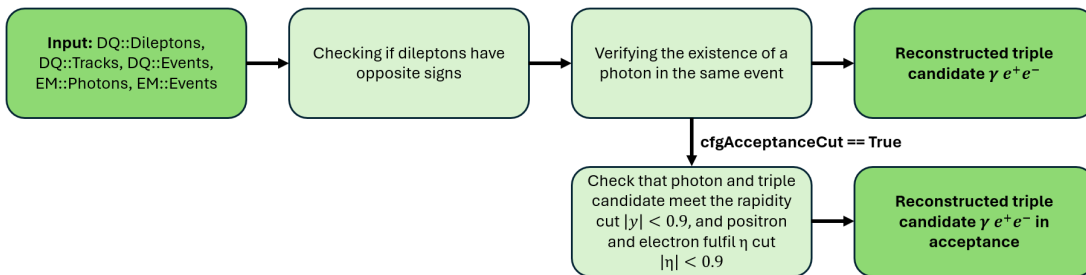 Input: DQ::Dileptons,
DQ::Tracks, DQ::Events,
EM::Photons, EM::Events
Checking if dileptons have
opposite signs
Verifying the existence of a
photon in the same event
Reconstructed triple
candidate γ e⁺e⁻
cfgAcceptanceCut == True
Check that photon and triple
candidate meet the rapidity
cut |y| < 0.9, and positron
and electron fulfil η cut
|η| < 0.9
Reconstructed triple
candidate γ e⁺e⁻ in
acceptance